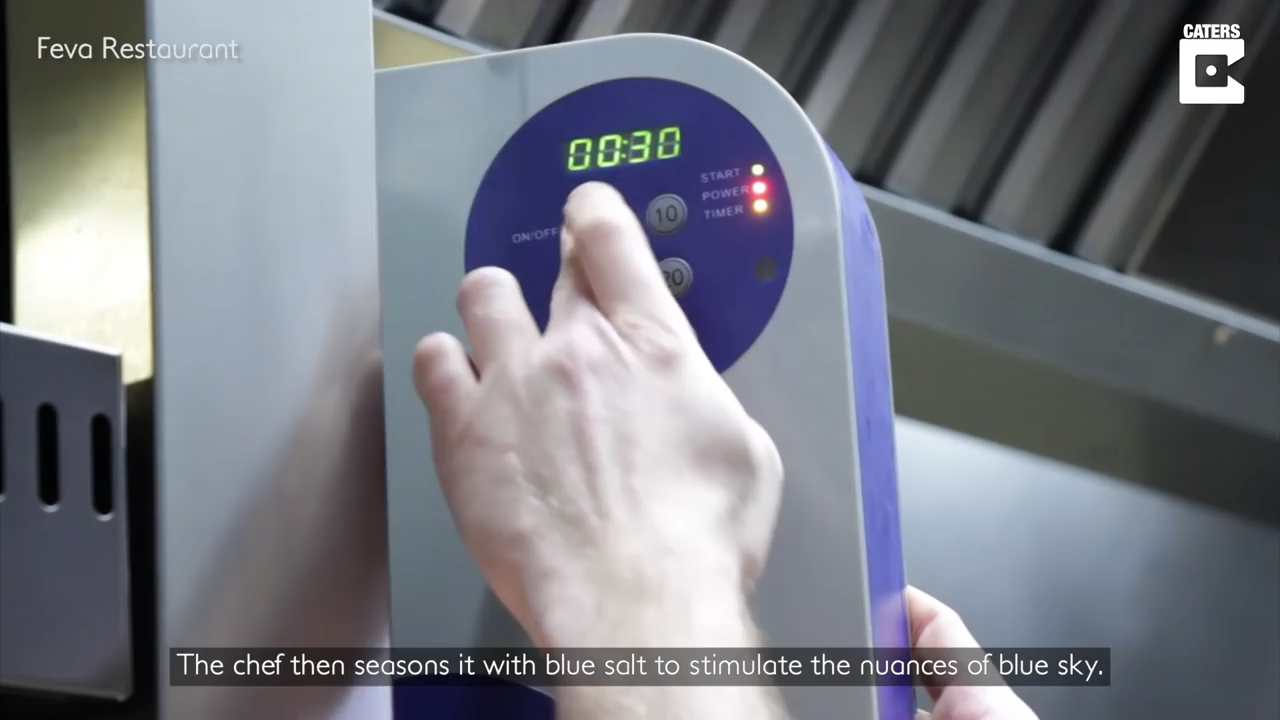 Feva Restaurant
CATERS
00:30
START
POWER
TIMER
10
ON/OFF
The chef then seasons it with blue salt to stimulate the nuances of blue sky.